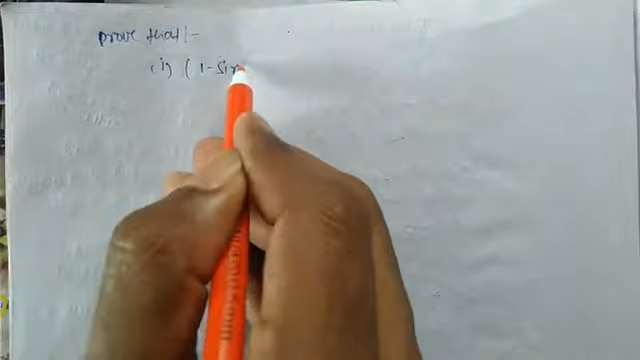 prove that :-
(i) ( 1 - sin